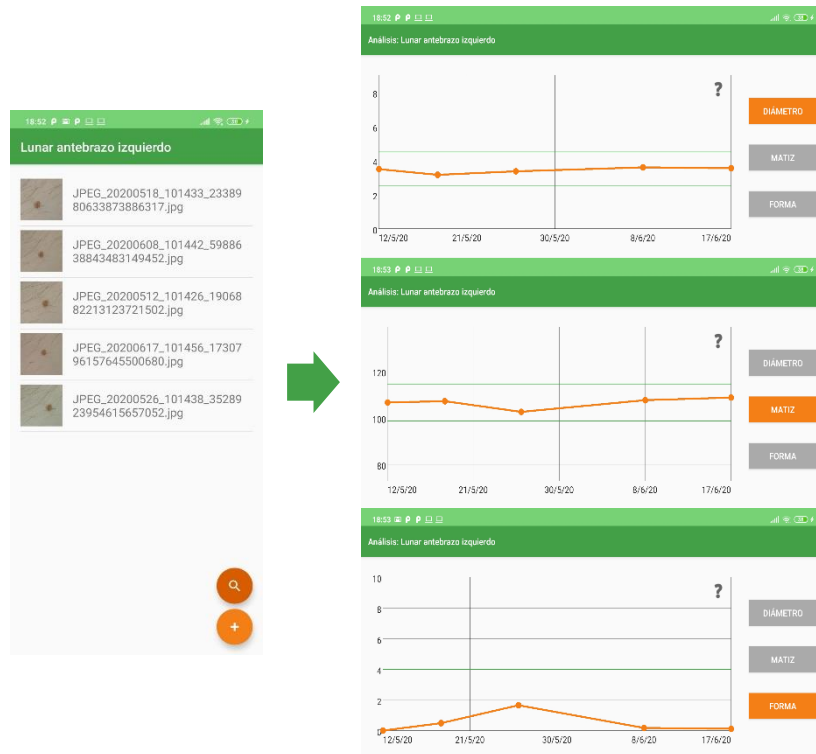 18:52
Lunar antebrazo izquierdo
JPEG_20200518_101433_23389
80633873886317.jpg
JPEG_20200608_101442_59886
38843483149452.jpg
JPEG_20200512_101426_19068
82213123721502.jpg
JPEG_20200617_101456_17307
96157645500680.jpg
JPEG_20200526_101438_35289
23954615657052.jpg
+
18:52
Análisis: Lunar antebrazo izquierdo
8
6
4
2
0
12/5/20 21/5/20 30/5/20 8/6/20 17/6/20
?
DIÁMETRO
MATIZ
FORMA
18:53
Análisis: Lunar antebrazo izquierdo
120
100
80
12/5/20 21/5/20 30/5/20 8/6/20 17/6/20
?
DIÁMETRO
MATIZ
FORMA
18:53
Análisis: Lunar antebrazo izquierdo
10
8
6
4
2
0
12/5/20 21/5/20 30/5/20 8/6/20 17/6/20
?
DIÁMETRO
MATIZ
FORMA